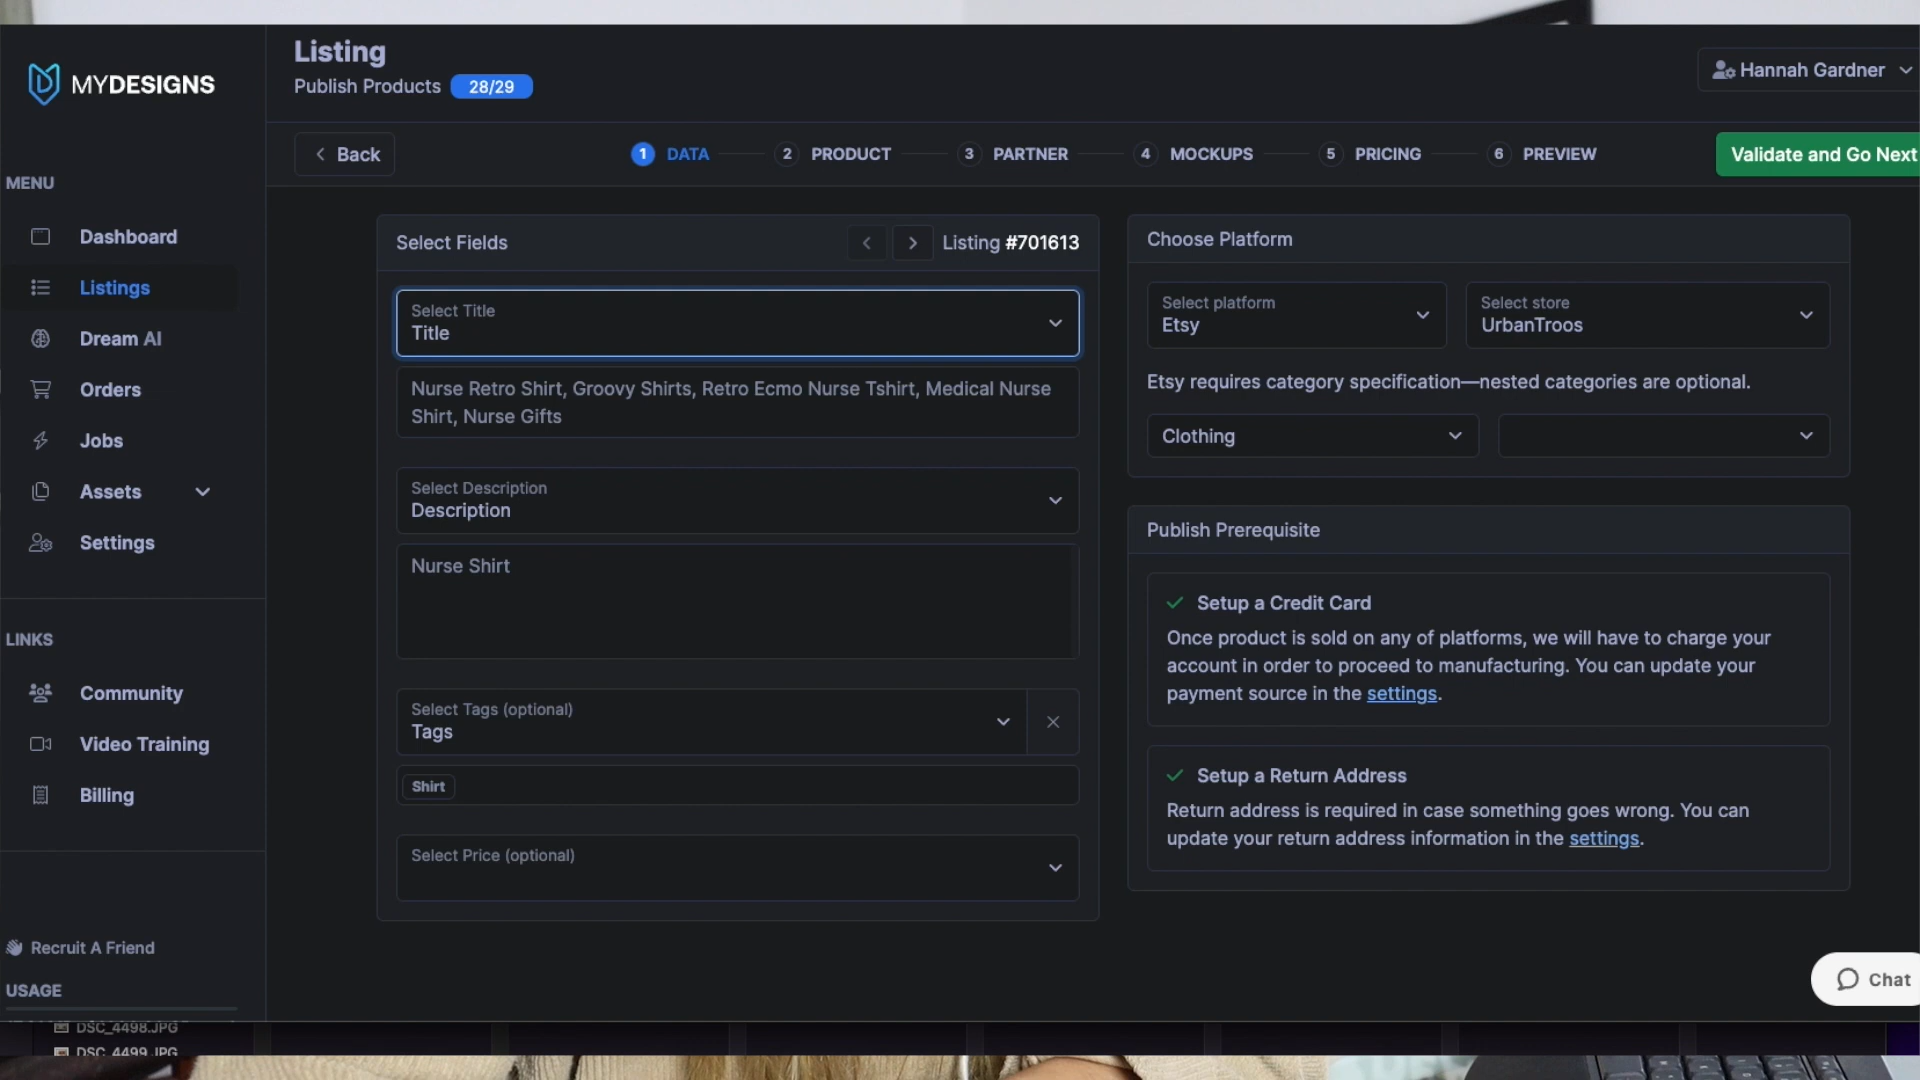 MYDESIGNS
Listing
Publish Products 28/29
Hannah Gardner
Back
1 DATA
2 PRODUCT
3 PARTNER
4 MOCKUPS
5 PRICING
6 PREVIEW
Validate and Go Next
MENU
Dashboard
Listings
Dream AI
Orders
Jobs
Assets
Settings
LINKS
Community
Video Training
Billing
Recruit A Friend
USAGE
Select Fields
Listing #701613
Select Title
Title
Nurse Retro Shirt, Groovy Shirts, Retro Ecmo Nurse Tshirt, Medical Nurse
Shirt, Nurse Gifts
Select Description
Description
Nurse Shirt
Select Tags (optional)
Tags
Shirt
Select Price (optional)
Choose Platform
Select platform
Etsy
Select store
UrbanTroos
Etsy requires category specification—nested categories are optional.
Clothing
Publish Prerequisite
Setup a Credit Card
Once product is sold on any of platforms, we will have to charge your
account in order to proceed to manufacturing. You can update your
payment source in the settings.
Setup a Return Address
Return address is required in case something goes wrong. You can
update your return address information in the settings.
Chat
DSC_4498.JPG
DSC_4499.JPG